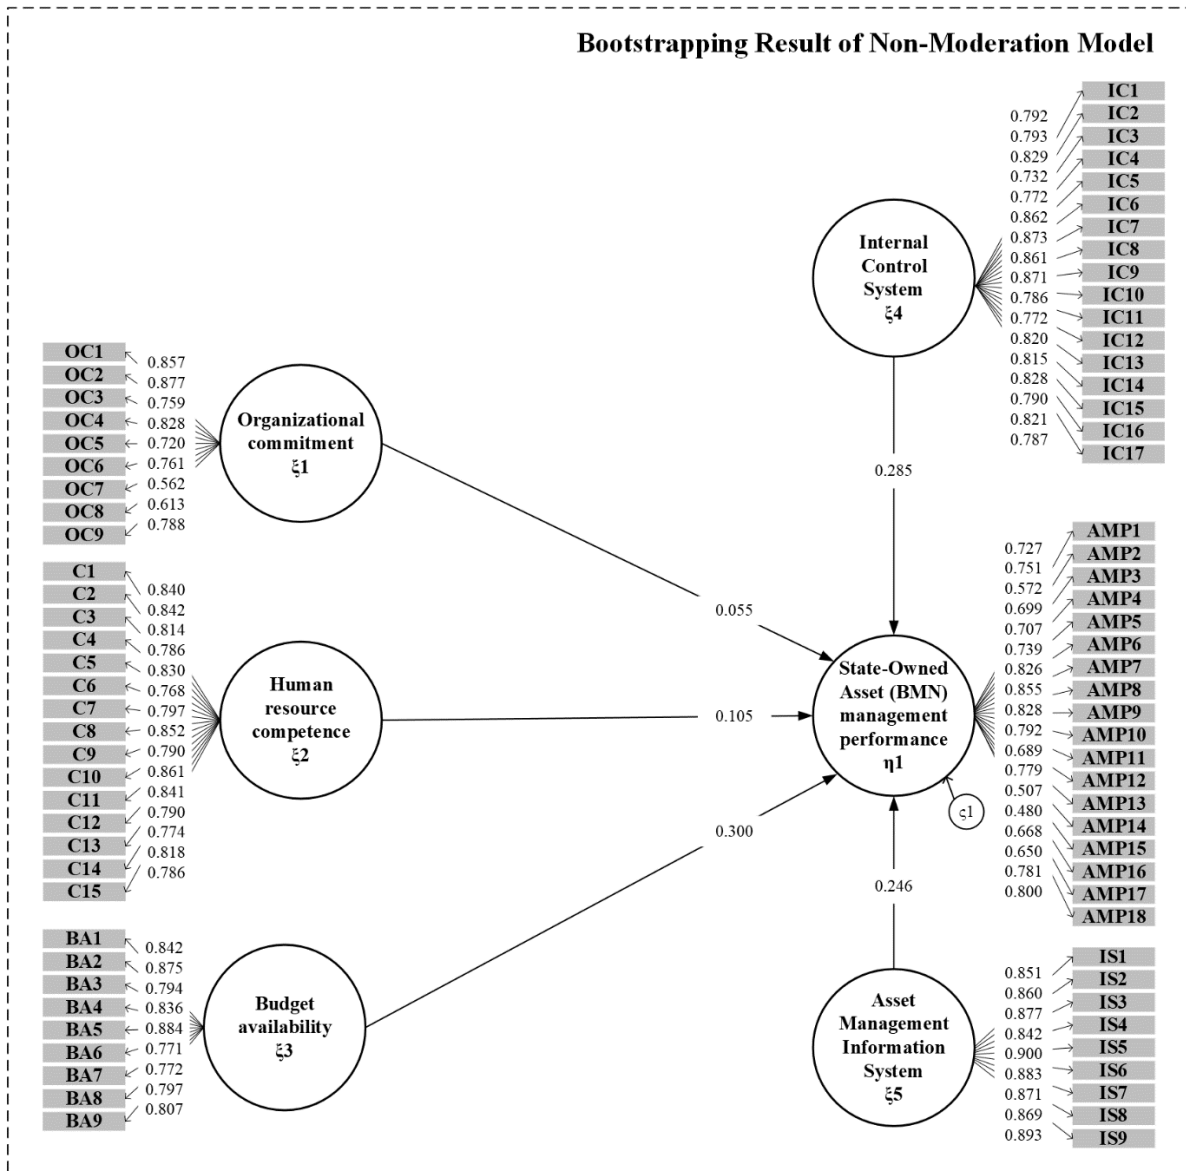 Bootstrapping Result of Non-Moderation Model
OC1
OC2
OC3
OC4
OC5
OC6
OC7
OC8
OC9
0.857
0.877
0.759
0.828
0.720
0.761
0.562
0.613
0.788
Organizational
commitment
ξ1
C1
C2
C3
C4
C5
C6
C7
C8
C9
C10
C11
C12
C13
C14
C15
0.840
0.842
0.814
0.786
0.830
0.768
0.797
0.852
0.790
0.861
0.841
0.790
0.774
0.818
0.786
Human
resource
competence
ξ2
BA1
BA2
BA3
BA4
BA5
BA6
BA7
BA8
BA9
0.842
0.875
0.794
0.836
0.884
0.771
0.772
0.797
0.807
Budget
availability
ξ3
0.055
0.105
0.300
0.285
0.246
Internal
Control
System
ξ4
0.792
0.793
0.829
0.732
0.772
0.862
0.873
0.861
0.871
0.786
0.772
0.820
0.815
0.828
0.790
0.821
0.787
IC1
IC2
IC3
IC4
IC5
IC6
IC7
IC8
IC9
IC10
IC11
IC12
IC13
IC14
IC15
IC16
IC17
State-Owned
Asset (BMN)
management
performance
η1
ς1
0.727
0.751
0.572
0.699
0.707
0.739
0.826
0.855
0.828
0.792
0.689
0.779
0.507
0.480
0.668
0.650
0.781
0.800
AMP1
AMP2
AMP3
AMP4
AMP5
AMP6
AMP7
AMP8
AMP9
AMP10
AMP11
AMP12
AMP13
AMP14
AMP15
AMP16
AMP17
AMP18
Asset
Management
Information
System
ξ5
0.851
0.860
0.877
0.842
0.900
0.883
0.871
0.869
0.893
IS1
IS2
IS3
IS4
IS5
IS6
IS7
IS8
IS9